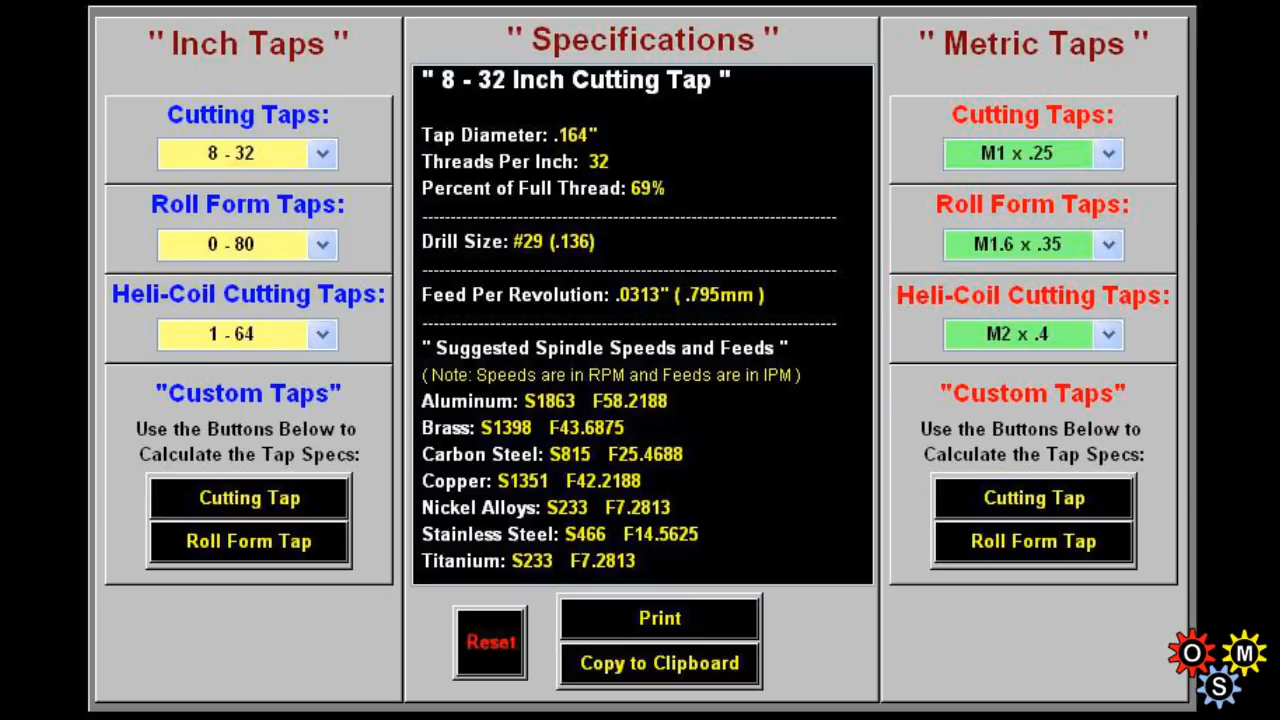 " Inch Taps "
Cutting Taps:
8 - 32
Roll Form Taps:
0 - 80
Heli-Coil Cutting Taps:
1 - 64
"Custom Taps"
Use the Buttons Below to
Calculate the Tap Specs:
Cutting Tap
Roll Form Tap
" Specifications "
" 8 - 32 Inch Cutting Tap "
Tap Diameter: .164"
Threads Per Inch: 32
Percent of Full Thread: 69%
Drill Size: #29 (.136)
Feed Per Revolution: .0313" ( .795mm )
" Suggested Spindle Speeds and Feeds "
( Note: Speeds are in RPM and Feeds are in IPM )
Aluminum: S1863 F58.2188
Brass: S1398 F43.6875
Carbon Steel: S815 F25.4688
Copper: S1351 F42.2188
Nickel Alloys: S233 F7.2813
Stainless Steel: S466 F14.5625
Titanium: S233 F7.2813
Reset
Print
Copy to Clipboard
" Metric Taps "
Cutting Taps:
M1 x .25
Roll Form Taps:
M1.6 x .35
Heli-Coil Cutting Taps:
M2 x .4
"Custom Taps"
Use the Buttons Below to
Calculate the Tap Specs:
Cutting Tap
Roll Form Tap
O M
S